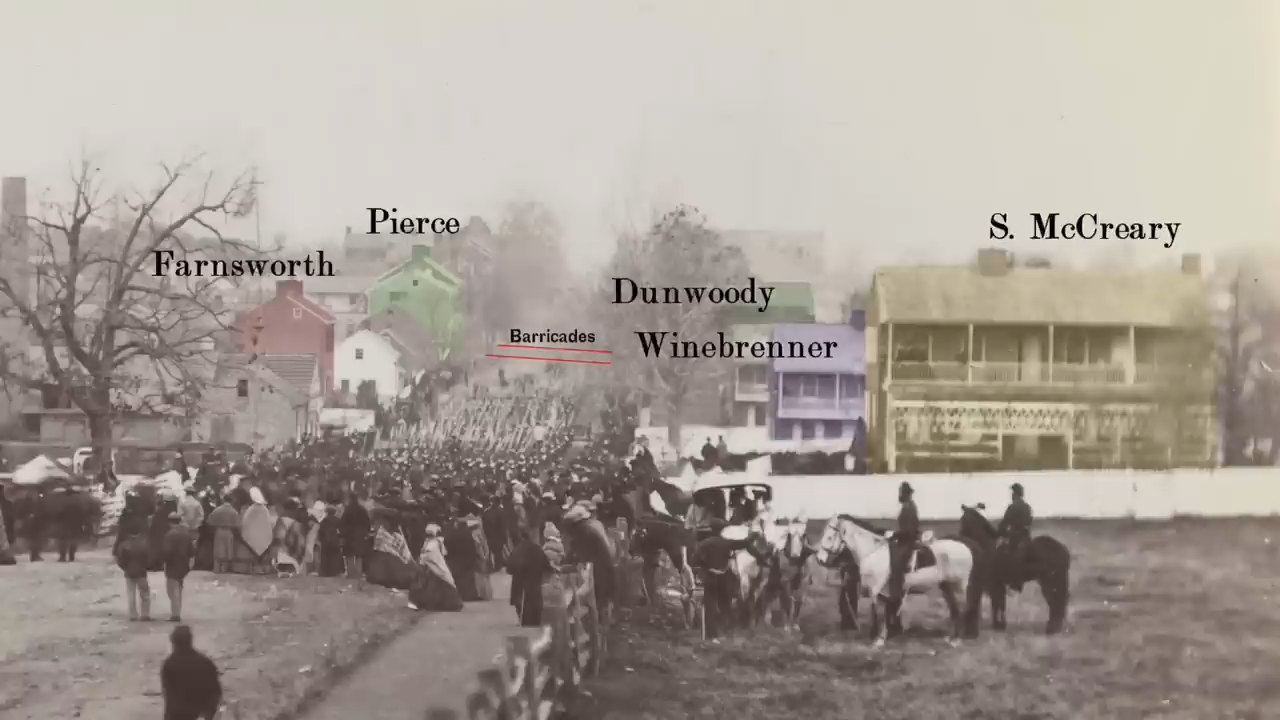 Pierce
S. McCreary
Farnsworth
Dunwoody
Barricades
Winebrenner